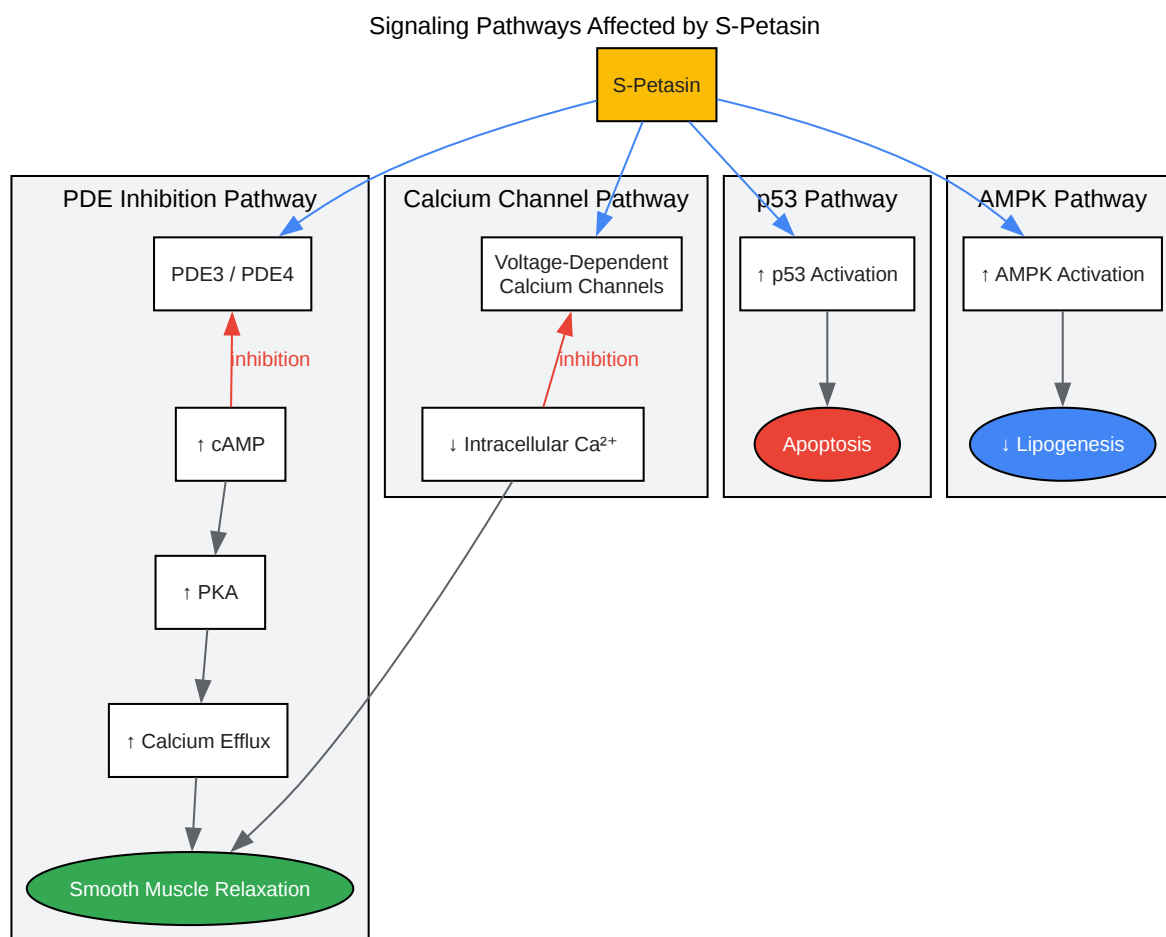 Signaling Pathways Affected by S-Petasin
S-Petasin
PDE Inhibition Pathway
Calcium Channel Pathway
p53 Pathway
AMPK Pathway
PDE3 / PDE4
Voltage-Dependent
Calcium Channels
↑ p53 Activation
↑ AMPK Activation
inhibition
inhibition
↑ cAMP
↓ Intracellular Ca²⁺
Apoptosis
↓ Lipogenesis
↑ PKA
↑ Calcium Efflux
Smooth Muscle Relaxation